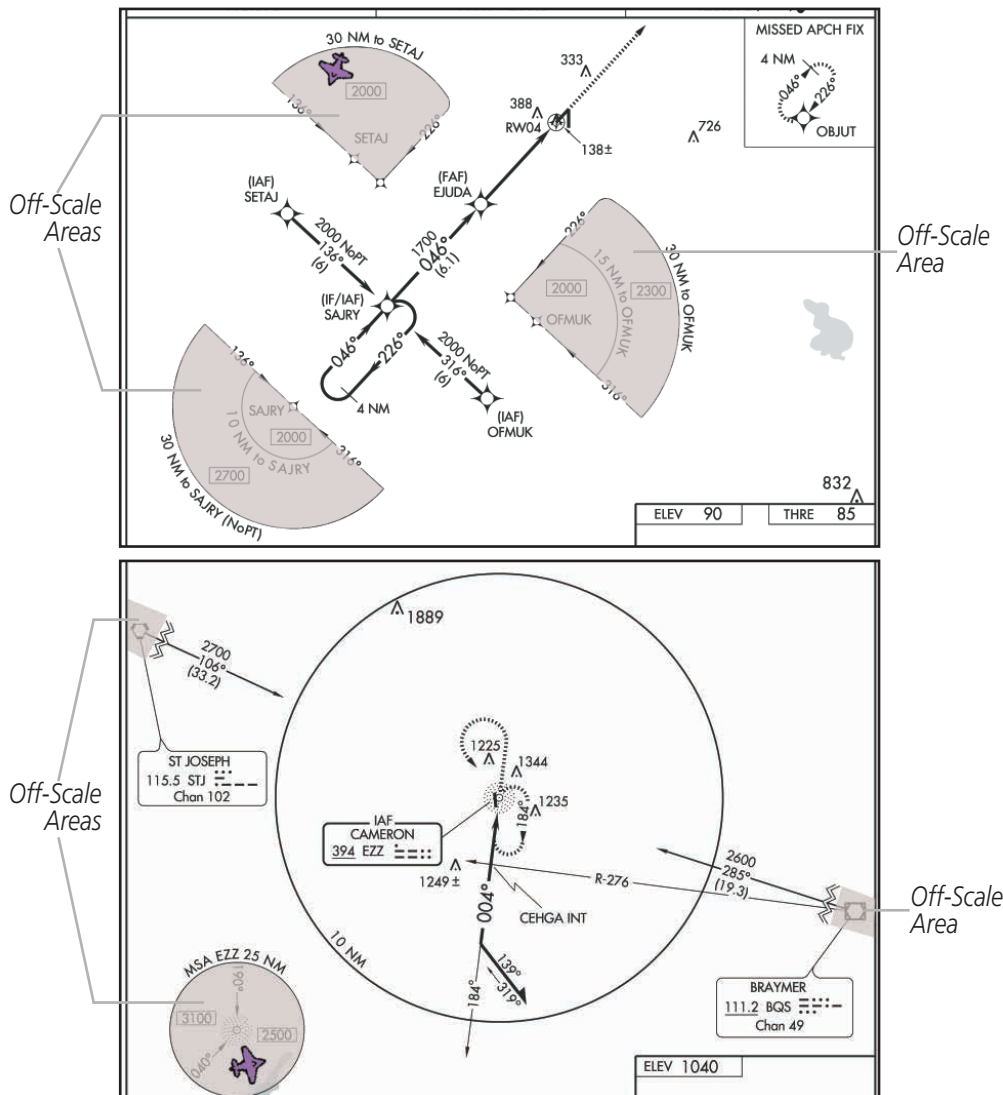 30 NM to SETAJ
2000
136°
226°
SETAJ
MISSED APCH FIX
4 NM
046°
226°
OBJUT
333
388
RW04
138±
726
Off-Scale
Areas
(IAF)
SETAJ
2000 NoPT
136°
(6)
(FAF)
EJUDA
1700
046°
(6.1)
(IF/IAF)
SAJRY
046°
226°
4 NM
2000 NoPT
316°
(6)
(IAF)
OFMUK
226°
2000
15 NM to OFMUK
2300
30 NM to OFMUK
OFMUK
316°
Off-Scale
Area
136°
SAJRY
2000
10 NM to SAJRY
316°
2700
30 NM to SAJRY (NoPT)
832
ELEV 90
THRE 85
1889
2700
106°
(33.2)
ST JOSEPH
115.5 STJ
Chan 102
Off-Scale
Areas
1225
1344
1235
184°
IAF
CAMERON
394 EZZ
1249±
004°
R-276
CEHGA INT
2600
285°
(19.3)
Off-Scale
Area
10 NM
139°
319°
184°
BRAYMER
111.2 BQS
Chan 49
MSA EZZ 25 NM
190°
3100
2500
040°
ELEV 1040